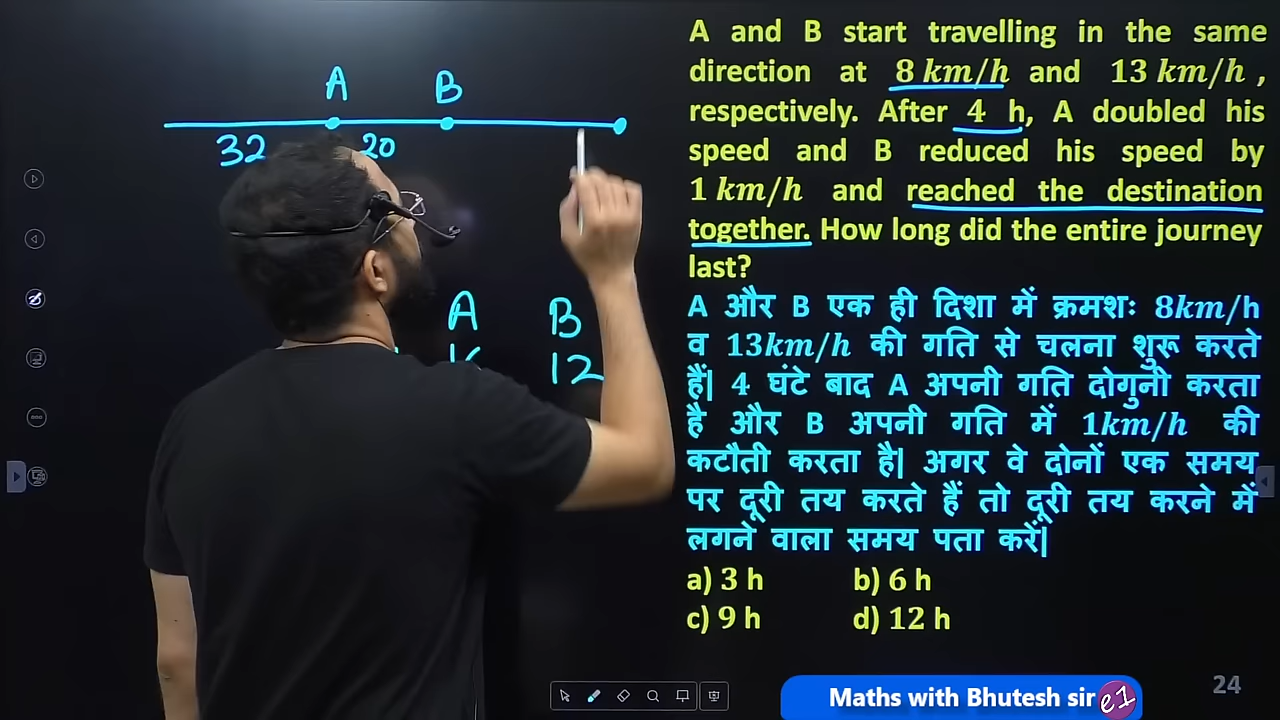 A B
32 20
A B
12
A and B start travelling in the same
direction at 8 km/h and 13 km/h ,
respectively. After 4 h, A doubled his
speed and B reduced his speed by
1 km/h and reached the destination
together. How long did the entire journey
last?
A और B एक ही दिशा में क्रमशः 8km/h
व 13km/h की गति से चलना शुरू करते
हैं| 4 घंटे बाद A अपनी गति दोगुनी करता
है और B अपनी गति में 1km/h की
कटौती करता है| अगर वे दोनों एक समय
पर दूरी तय करते हैं तो दूरी तय करने में
लगने वाला समय पता करें|
a) 3 h b) 6 h
c) 9 h d) 12 h
24
Maths with Bhutesh sir e1